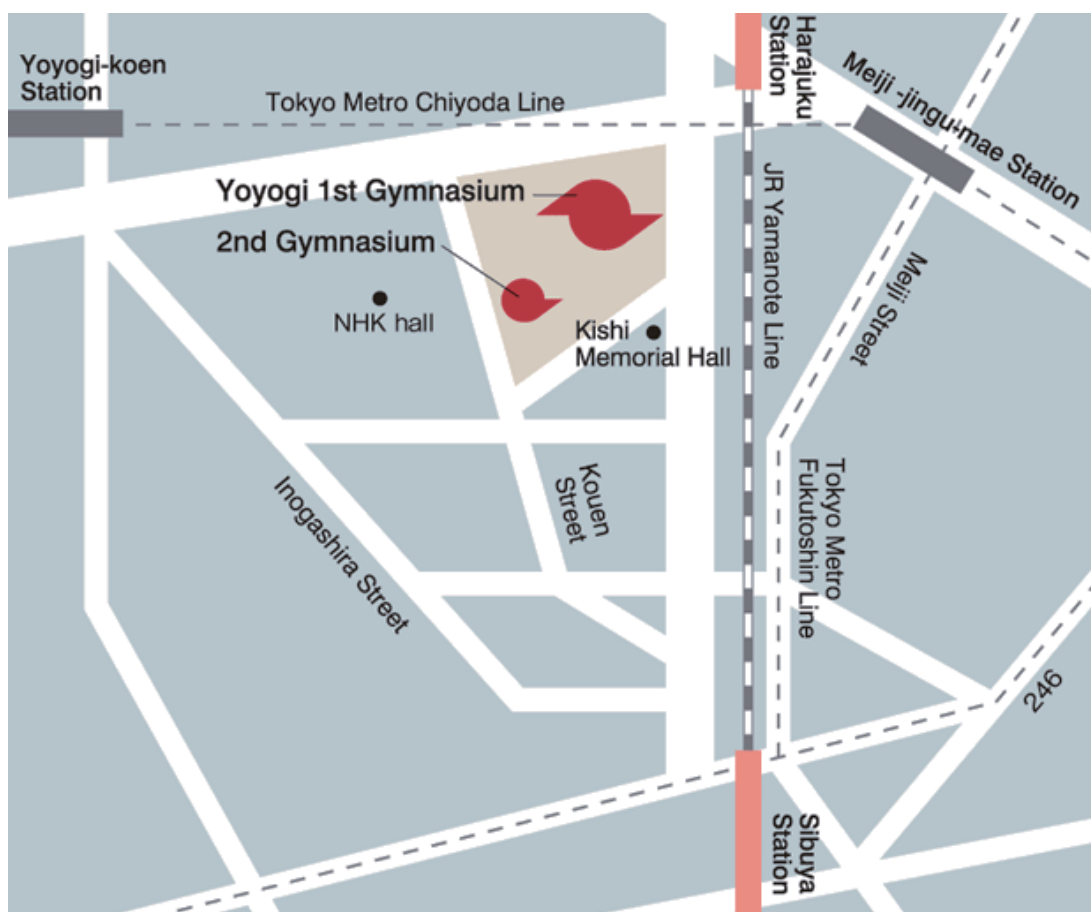 Yoyogi-koen
Station
Tokyo Metro Chiyoda Line
Harajuku
Station
Meiji -jingu-mae Station
Yoyogi 1st Gymnasium
2nd Gymnasium
NHK hall
Kishi
Memorial Hall
JR Yamanote Line
Meiji Street
Inogashira Street
Kouen
Street
Tokyo Metro
Fukutoshin Line
246
Sibuya
Station